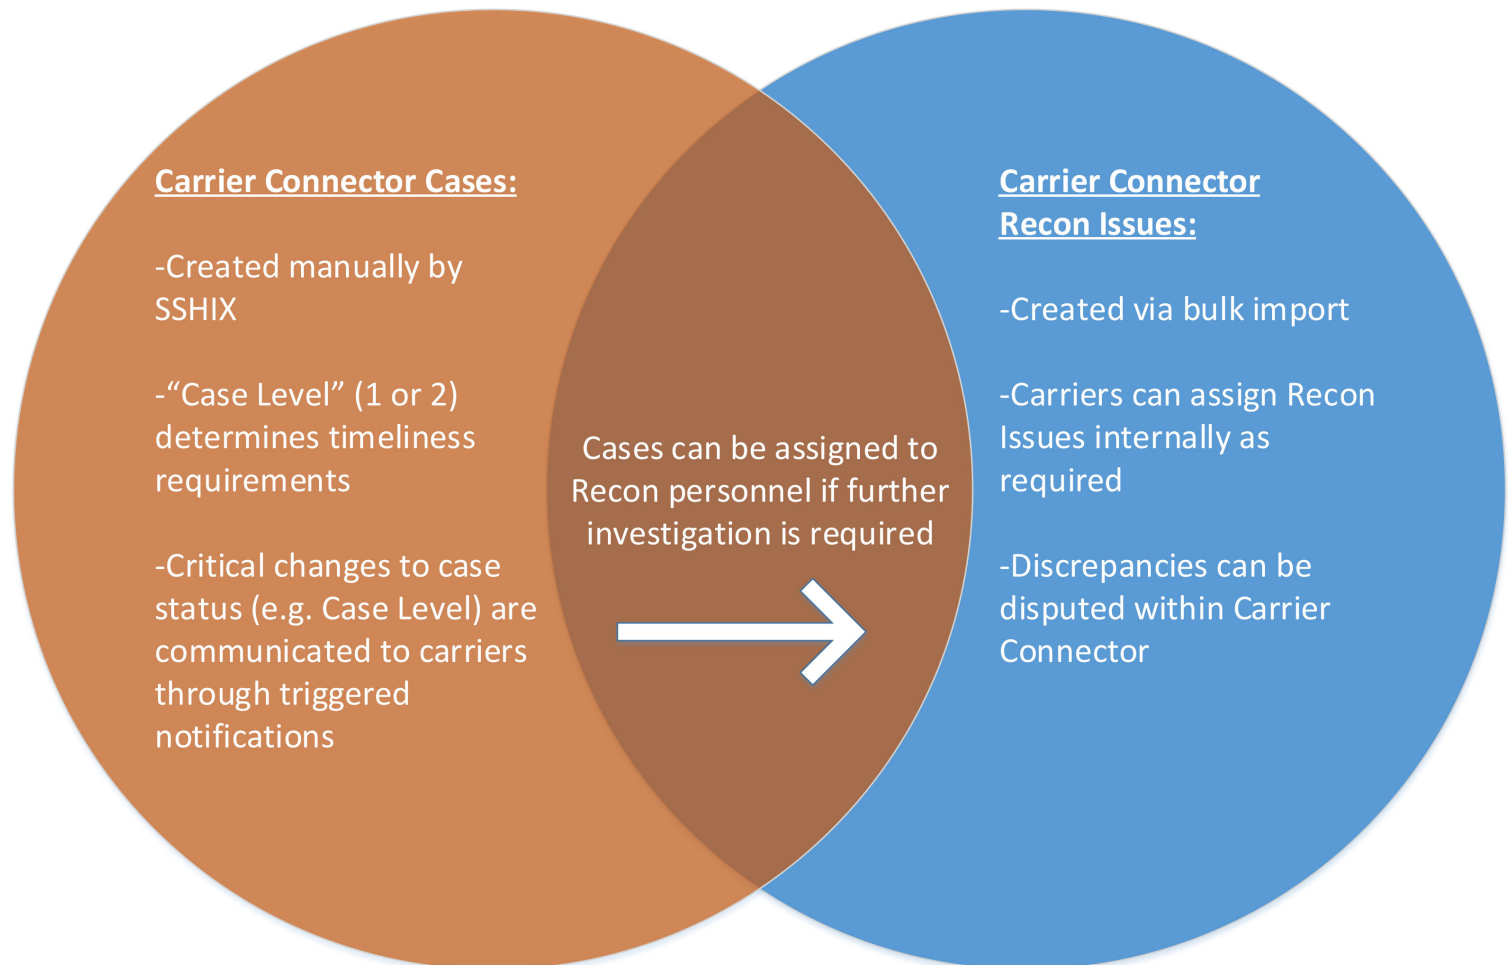 Carrier Connector Cases:
-Created manually by
SSHIX
-“Case Level” (1 or 2)
determines timeliness
requirements
-Critical changes to case
status (e.g. Case Level) are
communicated to carriers
through triggered
notifications
Cases can be assigned to
Recon personnel if further
investigation is required
Carrier Connector
Recon Issues:
-Created via bulk import
-Carriers can assign Recon
Issues internally as
required
-Discrepancies can be
disputed within Carrier
Connector